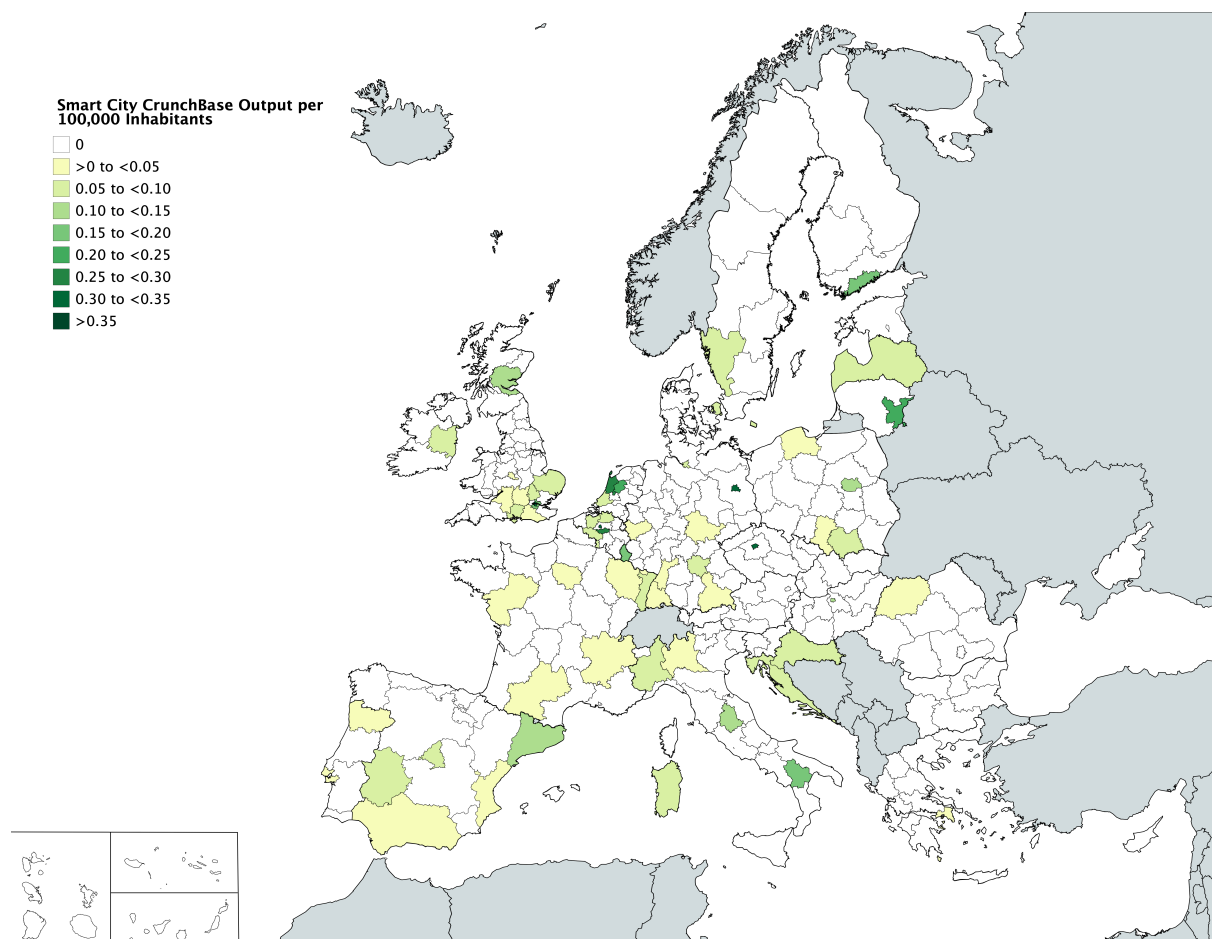 Smart City CrunchBase Output per
100,000 Inhabitants
0
>0 to <0.05
0.05 to <0.10
0.10 to <0.15
0.15 to <0.20
0.20 to <0.25
0.25 to <0.30
0.30 to <0.35
>0.35